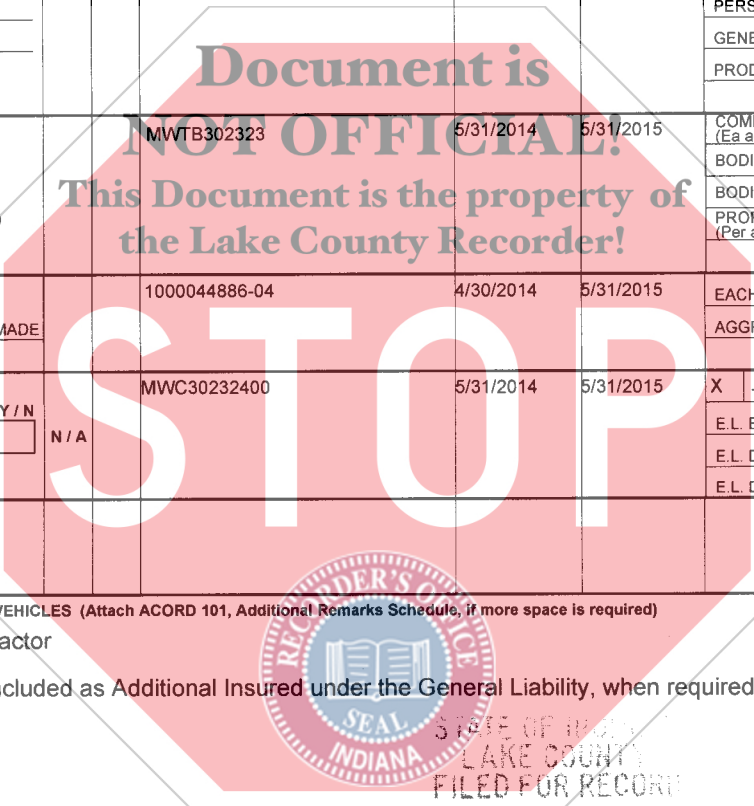 PERS
GENE
PROD
Document is
NOT OFFICIAL!
This Document is the property of
the Lake County Recorder!
MWTB302323 5/31/2014 5/31/2015
(Ea a
BODI
BODI
(Per a
1000044886-04 4/30/2014 5/31/2015 EACH
MADE AGGR
STOP
MWC30232400 5/31/2014 5/31/2015 X
Y / N
N / A
E.L. E
E.L. D
E.L. D
VEHICLES (Attach ACORD 101, Additional Remarks Schedule, if more space is required)
actor
cluded as Additional Insured under the General Liability, when required
RECORDER'S OFFICE
SEAL
INDIANA
STATE OF
LAKE COUNTY
FILED FOR RECORD